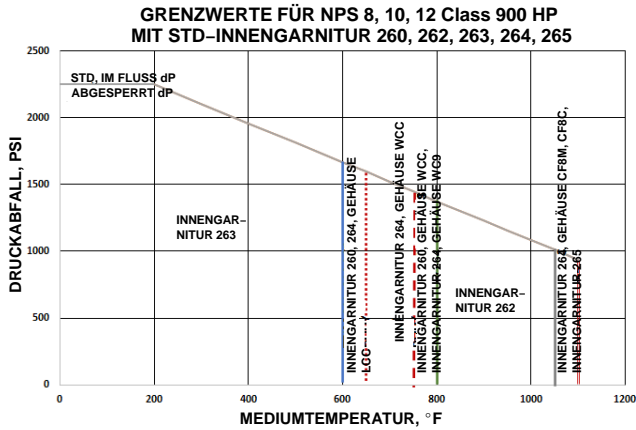 GRENZWERTE FÜR NPS 8, 10, 12 Class 900 HP
MIT STD–INNENGARNITUR 260, 262, 263, 264, 265
DRUCKABFALL, PSI
2500
2000
1500
1000
500
0
STD, IM FLUSS dP
ABGESPERRT dP
INNENGAR–
NITUR 263
INNENGARNITUR 260, 264, GEHÄUSE
LCC
INNENGARNITUR 264, GEHÄUSE WCC
INNENGARNITUR 260, GEHÄUSE WCC,
INNENGARNITUR 264, GEHÄUSE WC9
INNENGAR–
NITUR 262
INNENGARNITUR 264, GEHÄUSE CF8M, CF8C,
INNENGARNITUR 265
0
200
400
600
800
1000
1200
MEDIUMTEMPERATUR, °F